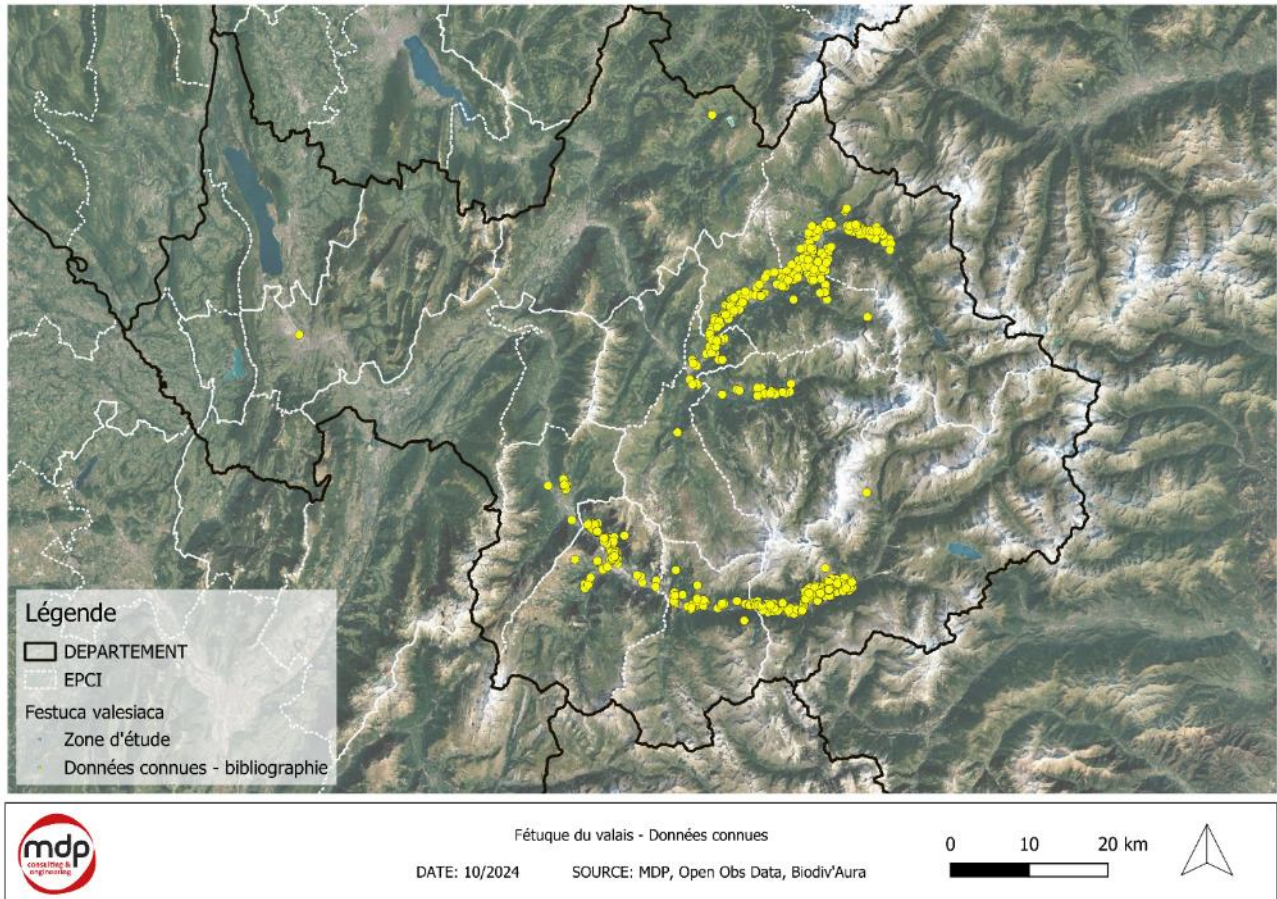 Légende
DEPARTEMENT
EPCI
Festuca valesiaca
Zone d'étude
Données connues - bibliographie
mdp
consulting &
engineering
Fétuque du valais - Données connues
DATE: 10/2024 SOURCE: MDP, Open Obs Data, Biodiv'Aura
0 10 20 km